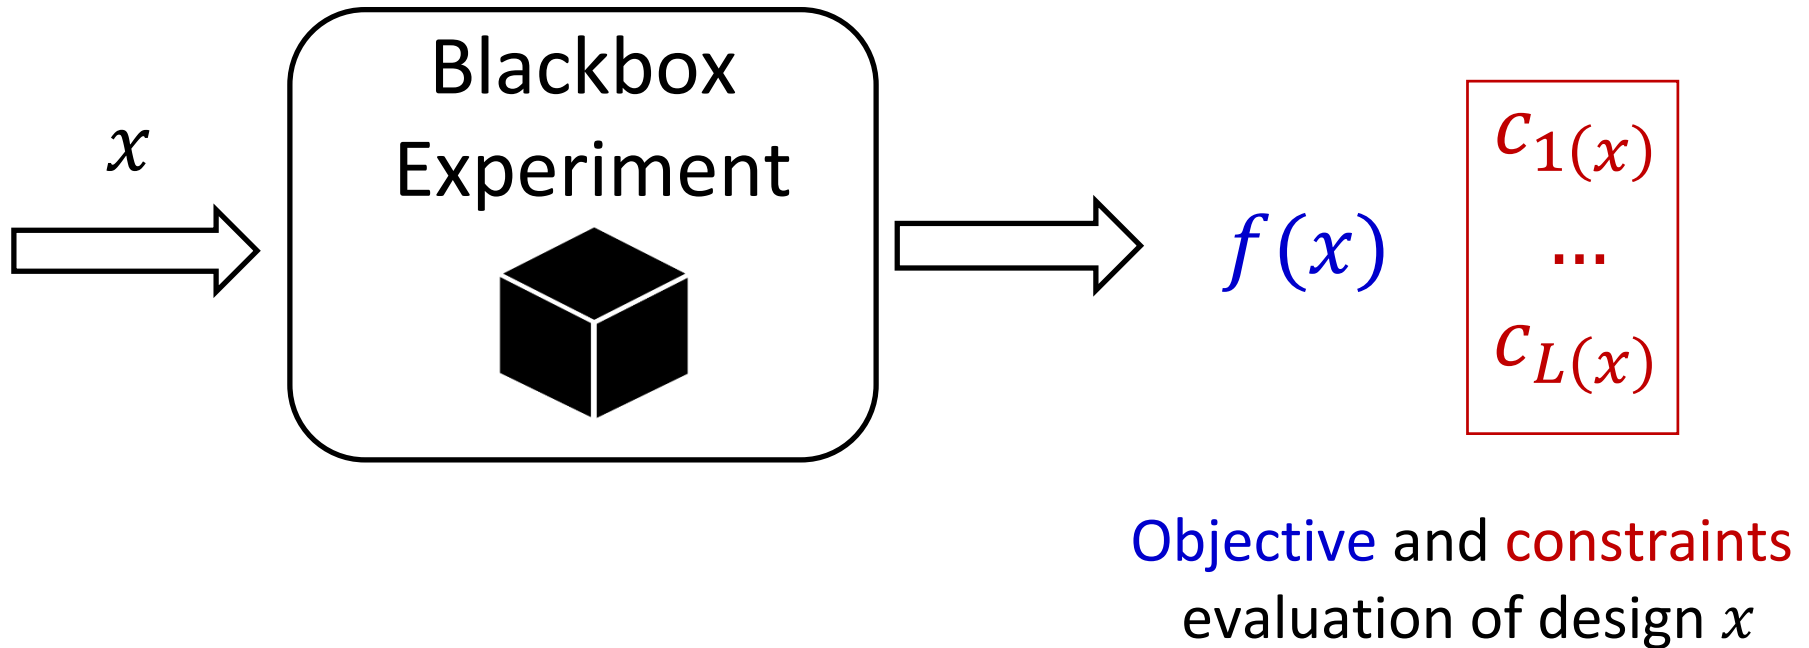 x
Blackbox
Experiment
f(x)
c1(x)
...
cL(x)
Objective and constraints
evaluation of design x